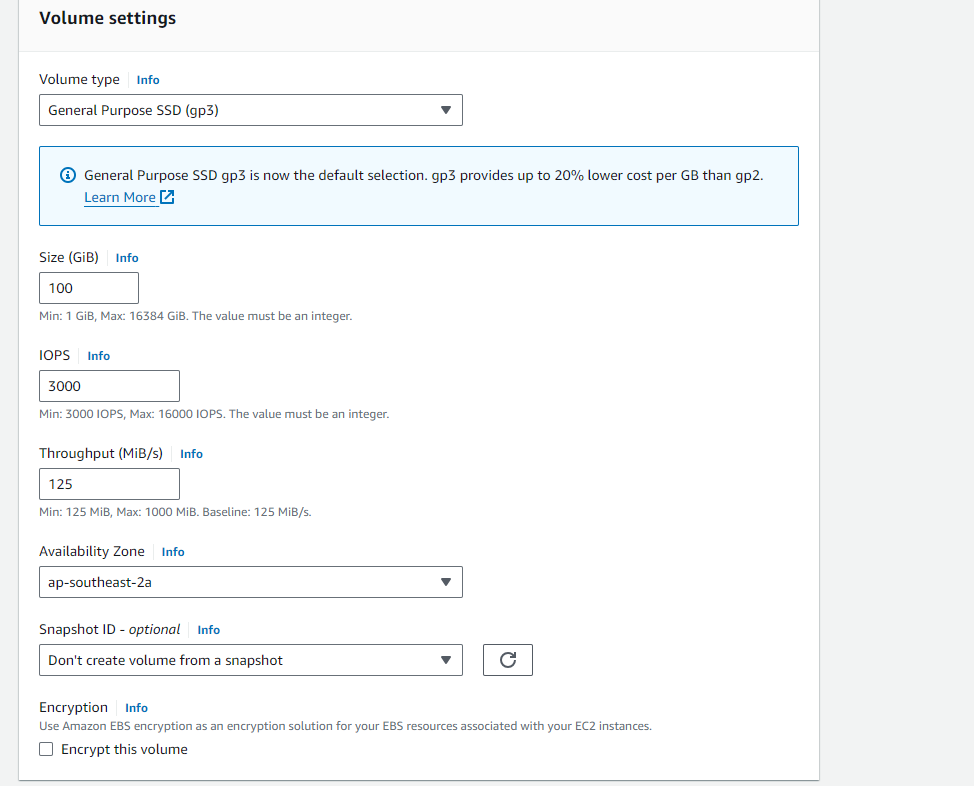 Volume settings
Volume type Info
General Purpose SSD (gp3)
General Purpose SSD gp3 is now the default selection. gp3 provides up to 20% lower cost per GB than gp2.
Learn More
Size (GiB) Info
100
Min: 1 GiB, Max: 16384 GiB. The value must be an integer.
IOPS Info
3000
Min: 3000 IOPS, Max: 16000 IOPS. The value must be an integer.
Throughput (MiB/s) Info
125
Min: 125 MiB, Max: 1000 MiB. Baseline: 125 MiB/s.
Availability Zone Info
ap-southeast-2a
Snapshot ID - optional Info
Don't create volume from a snapshot
Encryption Info
Use Amazon EBS encryption as an encryption solution for your EBS resources associated with your EC2 instances.
Encrypt this volume